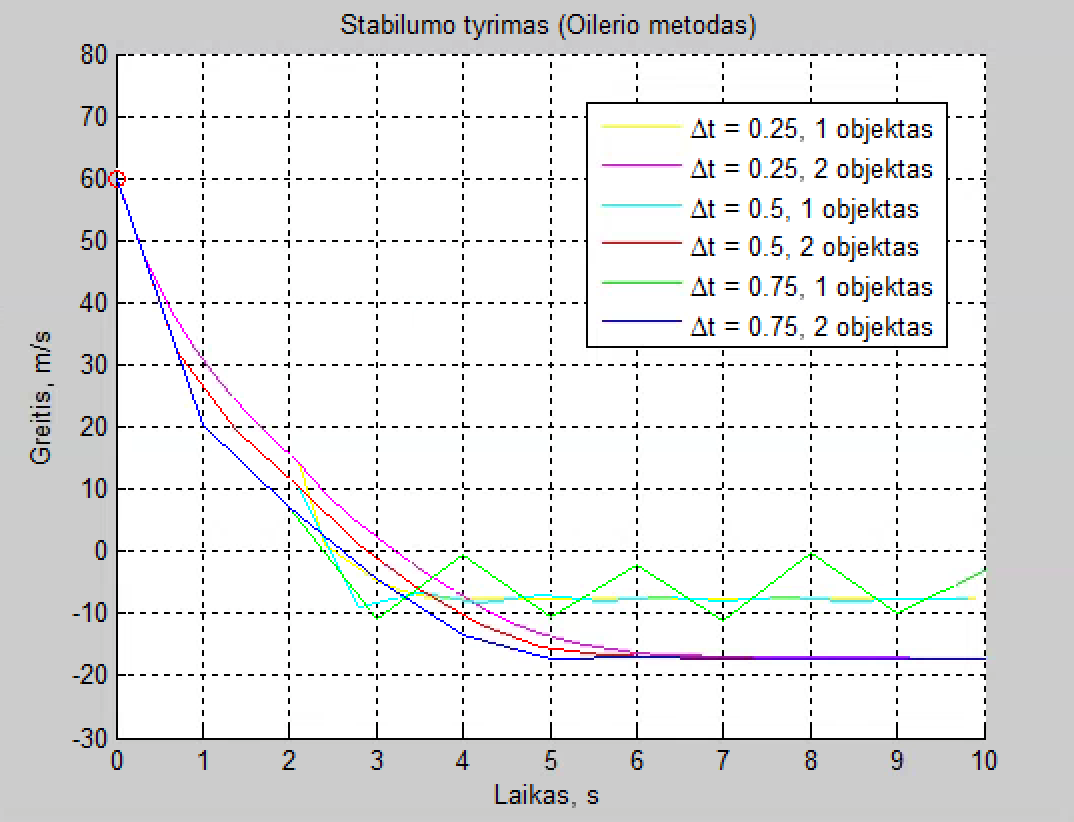 Stabilumo tyrimas (Oilerio metodas)
80
70
60
50
40
30
20
10
0
-10
-20
-30
Greitis, m/s
Δt = 0.25, 1 objektas
Δt = 0.25, 2 objektas
Δt = 0.5, 1 objektas
Δt = 0.5, 2 objektas
Δt = 0.75, 1 objektas
Δt = 0.75, 2 objektas
0 1 2 3 4 5 6 7 8 9 10
Laikas, s